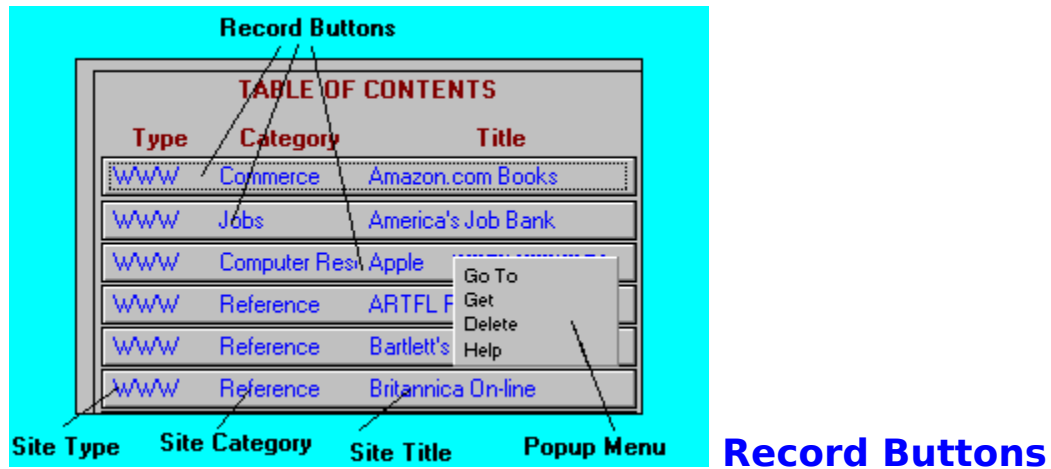 Record Buttons
TABLE OF CONTENTS
Type Category Title
WWW Commerce Amazon.com Books
WWW Jobs America's Job Bank
WWW Computer Apple
Go To
WWW Reference ARTFL
Get
Delete
WWW Reference Bartlett's
Help
WWW Reference Britannica On-line
Site Type Site Category Site Title Popup Menu
Record Buttons